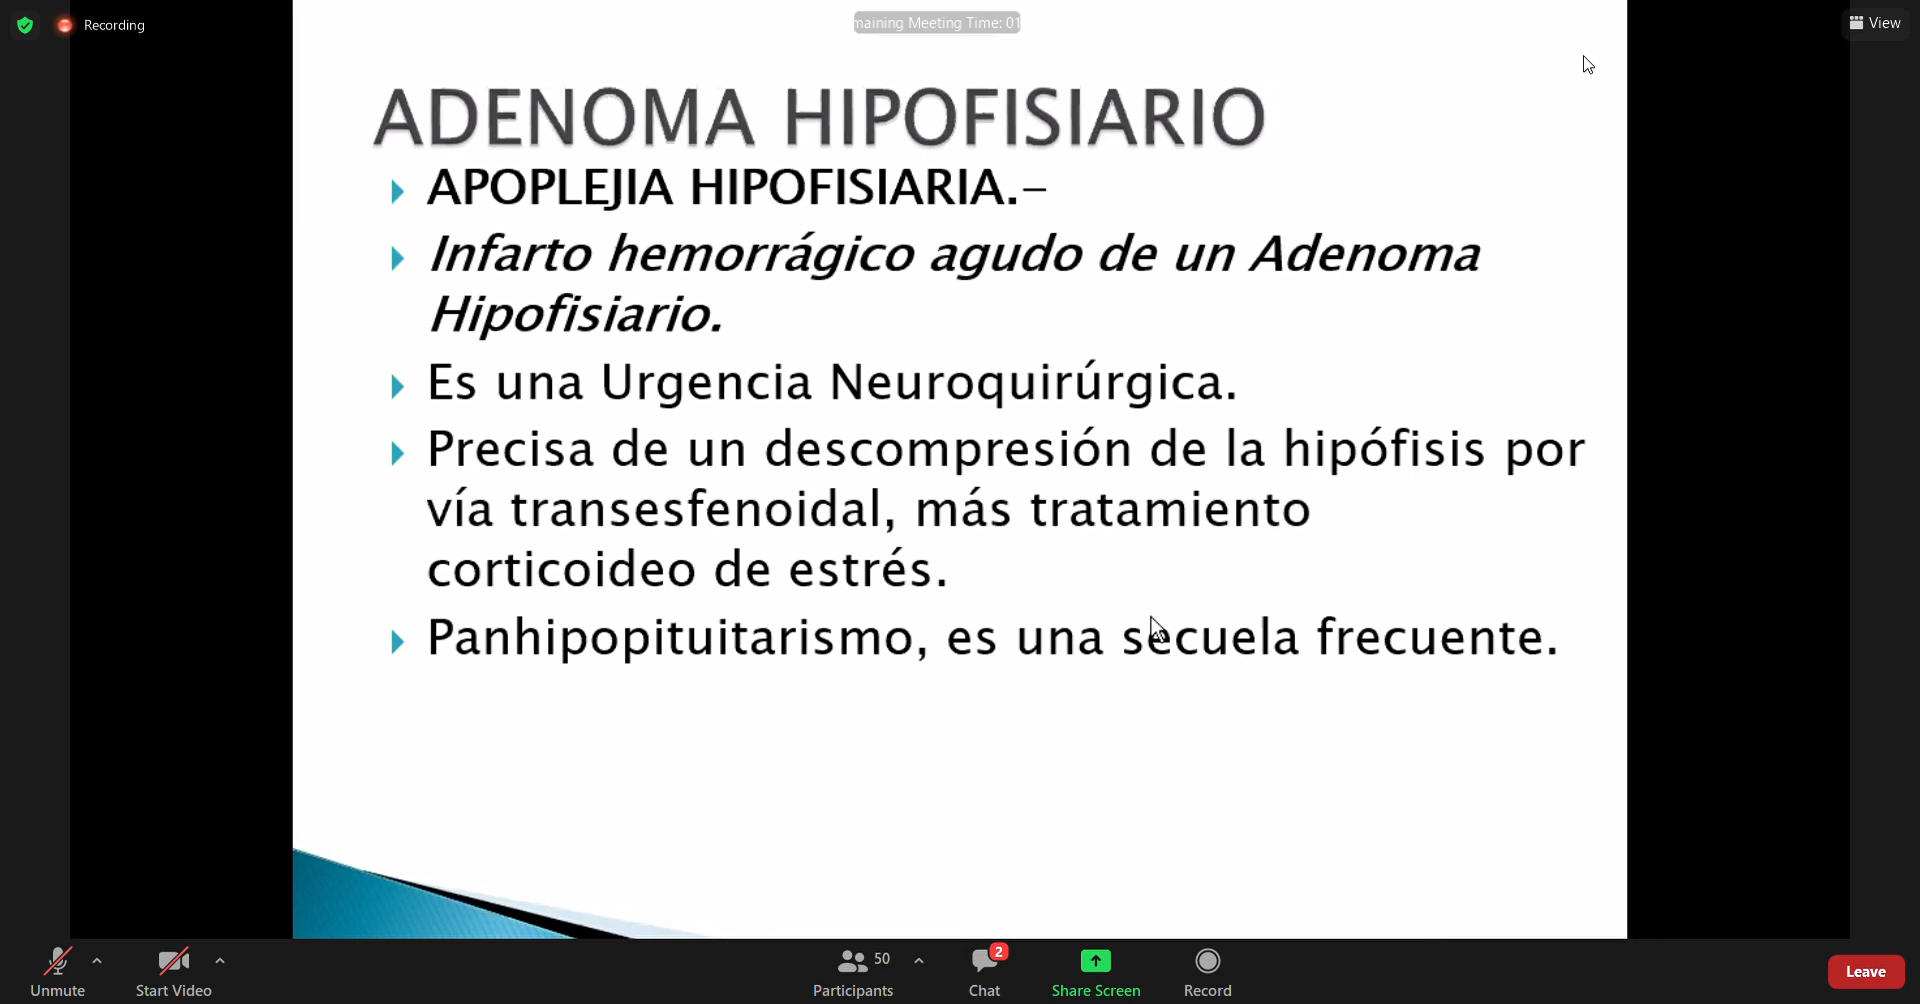 Recording
maining Meeting Time: 01
View
ADENOMA HIPOFISIARIO
APOPLEJIA HIPOFISIARIA.–
Infarto hemorrágico agudo de un Adenoma
Hipofisiario.
Es una Urgencia Neuroquirúrgica.
Precisa de un descompresión de la hipófisis por
vía transesfenoidal, más tratamiento
corticoideo de estrés.
Panhipopituitarismo, es una secuela frecuente.
Unmute
Start Video
50
Participants
2
Chat
Share Screen
Record
Leave